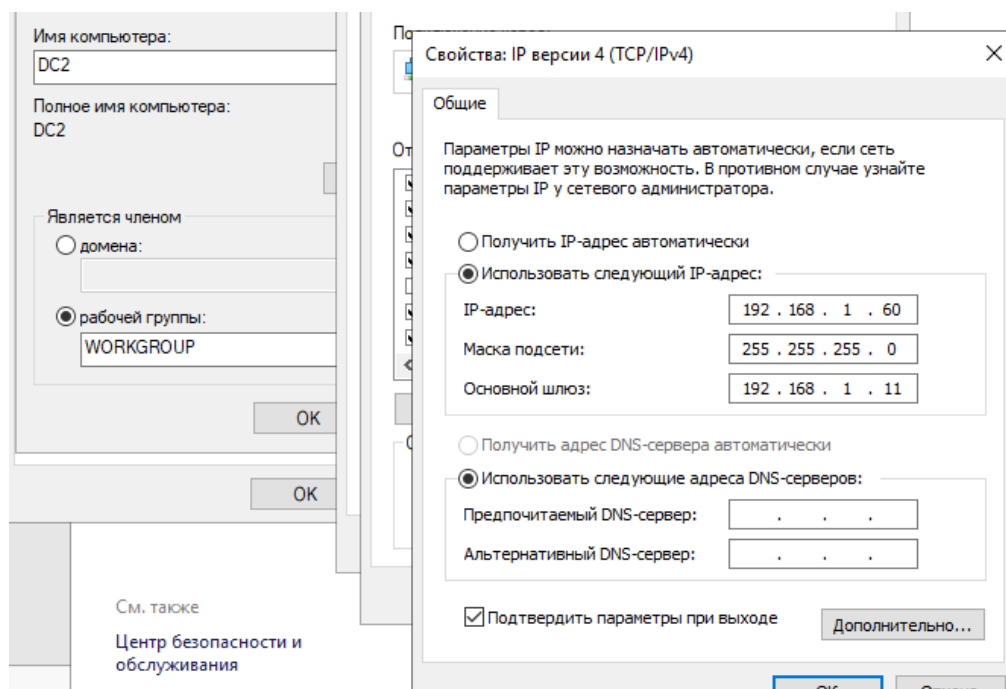 Имя компьютера:
DC2
Полное имя компьютера:
DC2
Является членом
домена:
рабочей группы:
WORKGROUP
OK
OK
См. также
Центр безопасности и
обслуживания
От
Свойства: IP версии 4 (TCP/IPv4)
Общие
Параметры IP можно назначать автоматически, если сеть
поддерживает эту возможность. В противном случае узнайте
параметры IP у сетевого администратора.
Получить IP-адрес автоматически
Использовать следующий IP-адрес:
IP-адрес:
192 . 168 . 1 . 60
Маска подсети:
255 . 255 . 255 . 0
Основной шлюз:
192 . 168 . 1 . 11
Получить адрес DNS-сервера автоматически
Использовать следующие адреса DNS-серверов:
Предпочитаемый DNS-сервер:
. . .
Альтернативный DNS-сервер:
. . .
Подтвердить параметры при выходе
Дополнительно...